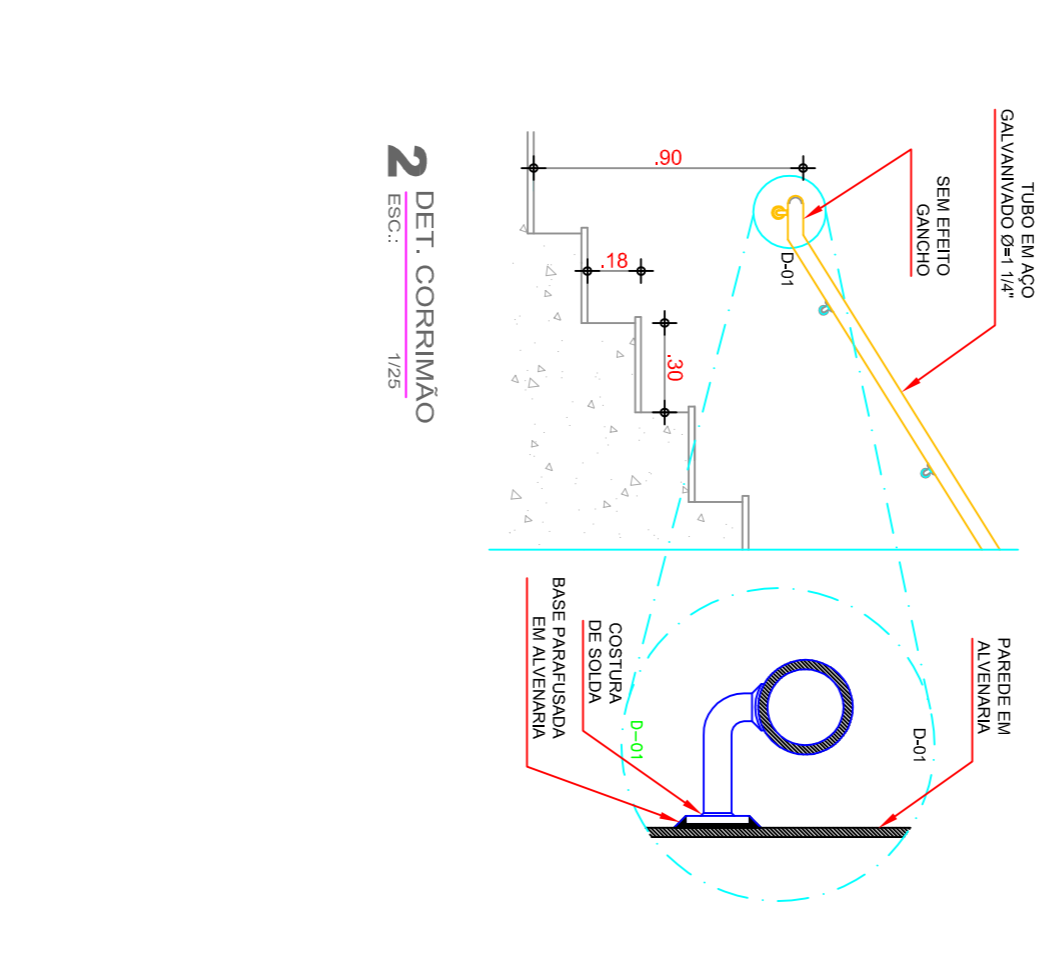 TUBO EM AÇO
GALVANIVADO Ø=1 1/4"
SEM EFEITO
GANCHO
D-01
.90
.18
.30
PAREDE EM
ALVENARIA
D-01
D-01
COSTURA
DE SOLDA
BASE PARAFUSADA
EM ALVENARIA
2 DET. CORRIMÃO
ESC.: 1/25